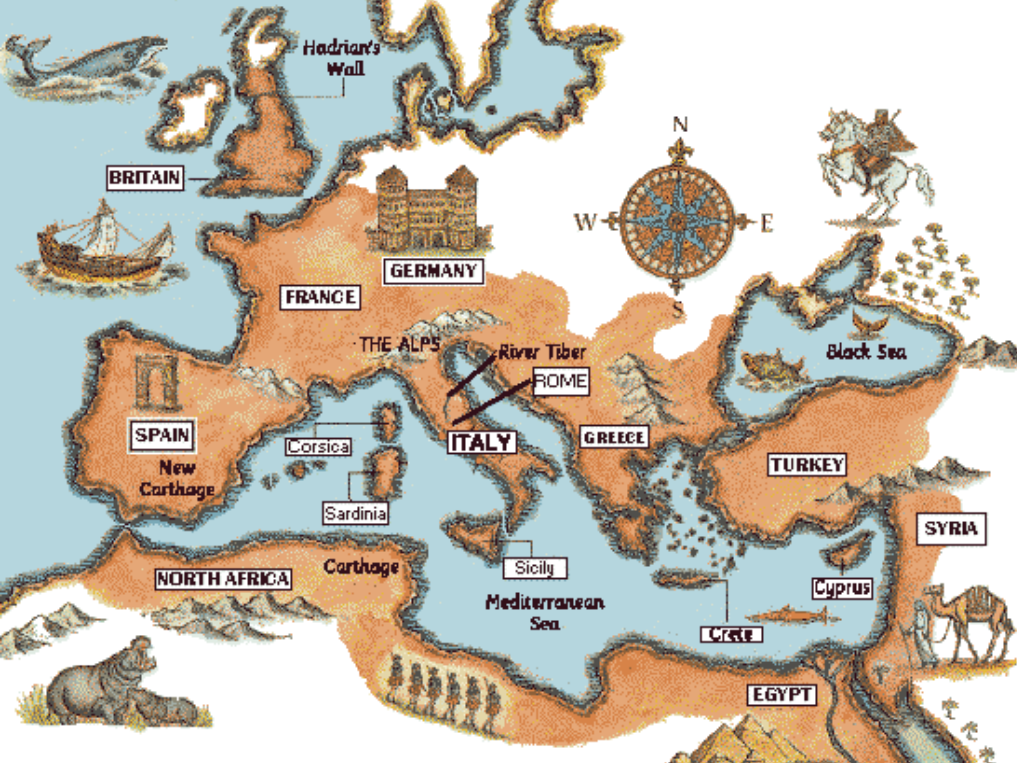 Hadrian's
Wall
N
BRITAIN
W
E
GERMANY
FRANCE
S
THE ALPS
River Tiber
Black Sea
ROME
SPAIN
Corsica
ITALY
GREECE
TURKEY
New
Carthage
Sardinia
SYRIA
Carthage
Sicily
NORTH AFRICA
Cyprus
Mediterranean
Sea
Crete
EGYPT